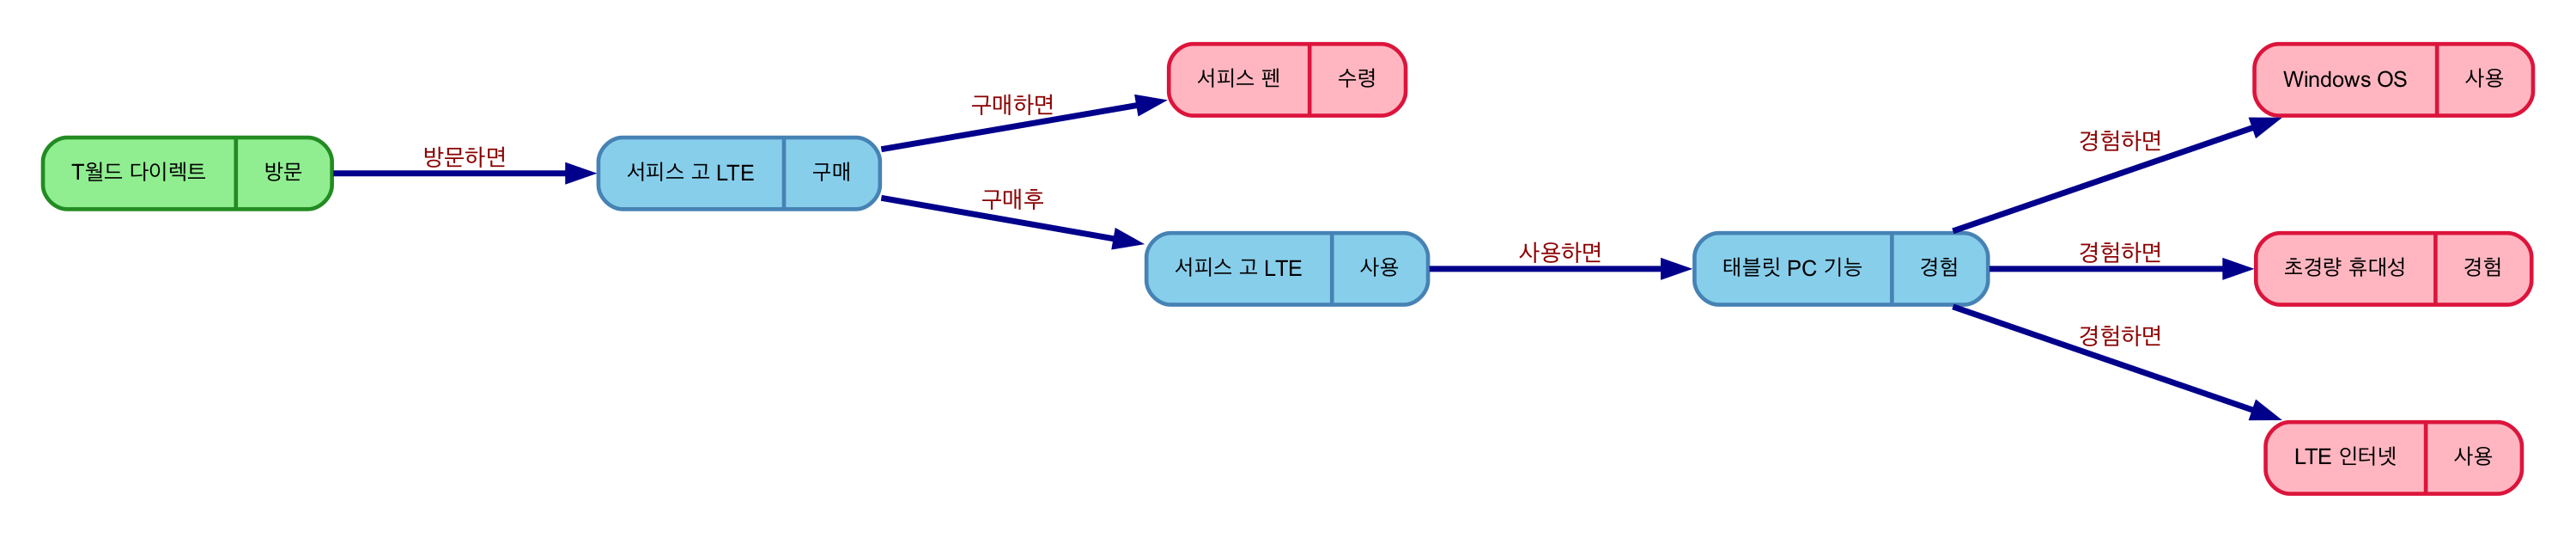 T월드 다이렉트 방문
방문하면
서피스 고 LTE 구매
구매하면
서피스 펜 수령
구매후
서피스 고 LTE 사용
사용하면
태블릿 PC 기능 경험
경험하면
Windows OS 사용
경험하면
초경량 휴대성 경험
경험하면
LTE 인터넷 사용